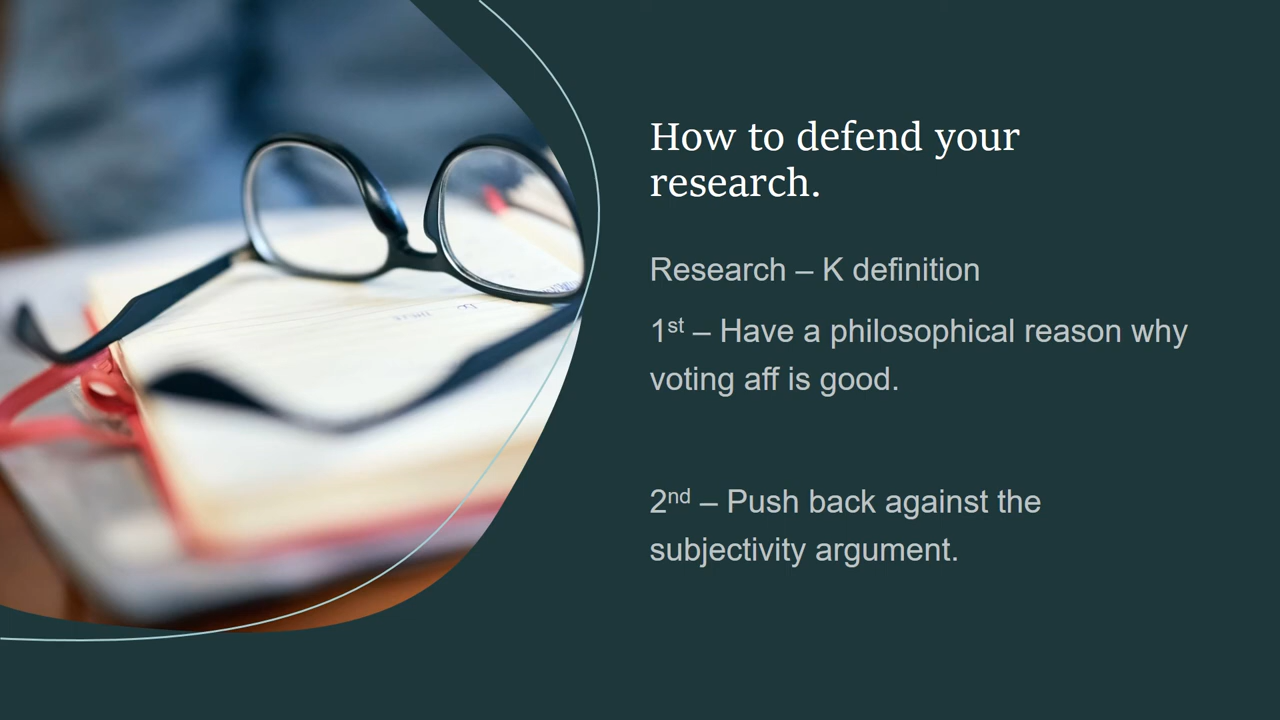 How to defend your
research.
Research – K definition
1st – Have a philosophical reason why
voting aff is good.
2nd – Push back against the
subjectivity argument.